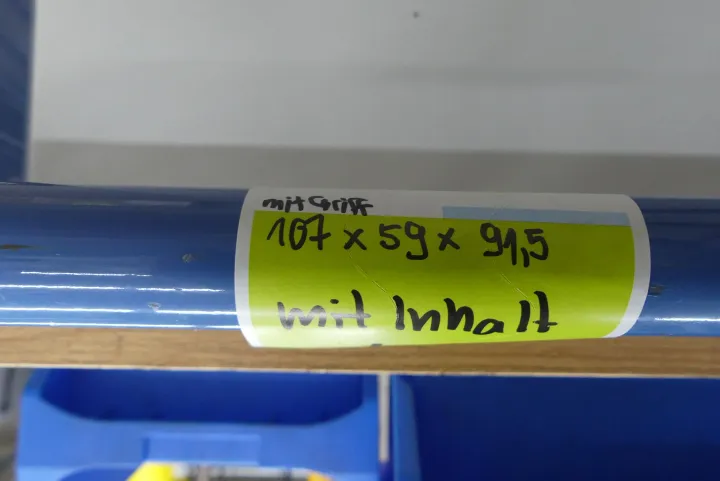 mit Griff
107 x 59 x 91,5
mit Inhalt